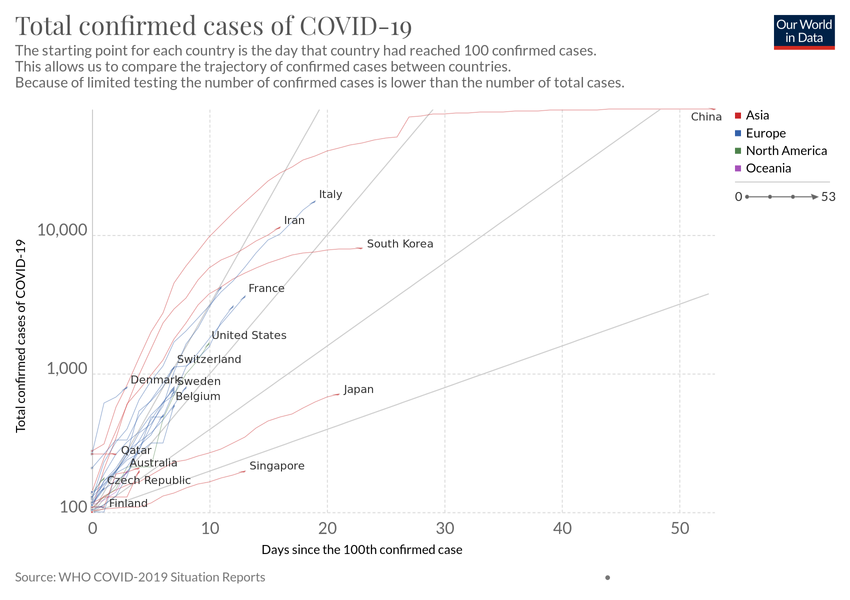 Total confirmed cases of COVID-19
Our World
in Data
The starting point for each country is the day that country had reached 100 confirmed cases.
This allows us to compare the trajectory of confirmed cases between countries.
Because of limited testing the number of confirmed cases is lower than the number of total cases.
China
Asia
Europe
North America
Oceania
0
53
Italy
Iran
10,000
South Korea
France
United States
Switzerland
1,000
Denmark
Sweden
Belgium
Japan
Qatar
Australia
Singapore
Czech Republic
Finland
100
Total confirmed cases of COVID-19
0
10
20
30
40
50
Days since the 100th confirmed case
Source: WHO COVID-2019 Situation Reports